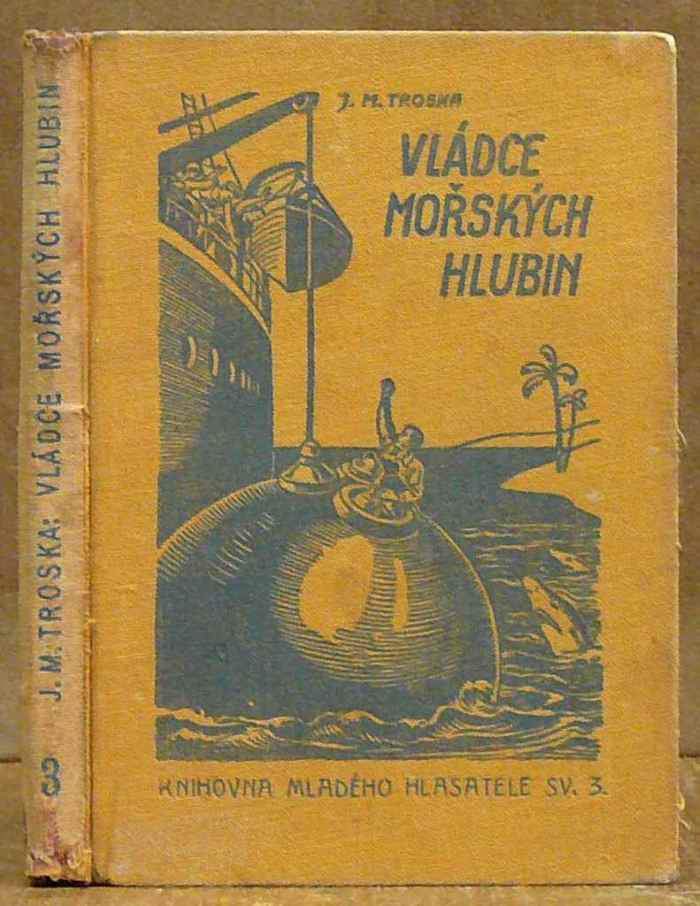 J. M. TROSKA
VLÁDCE
MOŘSKÝCH
HLUBIN
KNIHOVNA MLADÉHO HLASATELE SV. 3.
3 J. M. TROSKA: VLÁDCE MOŘSKÝCH HLUBIN